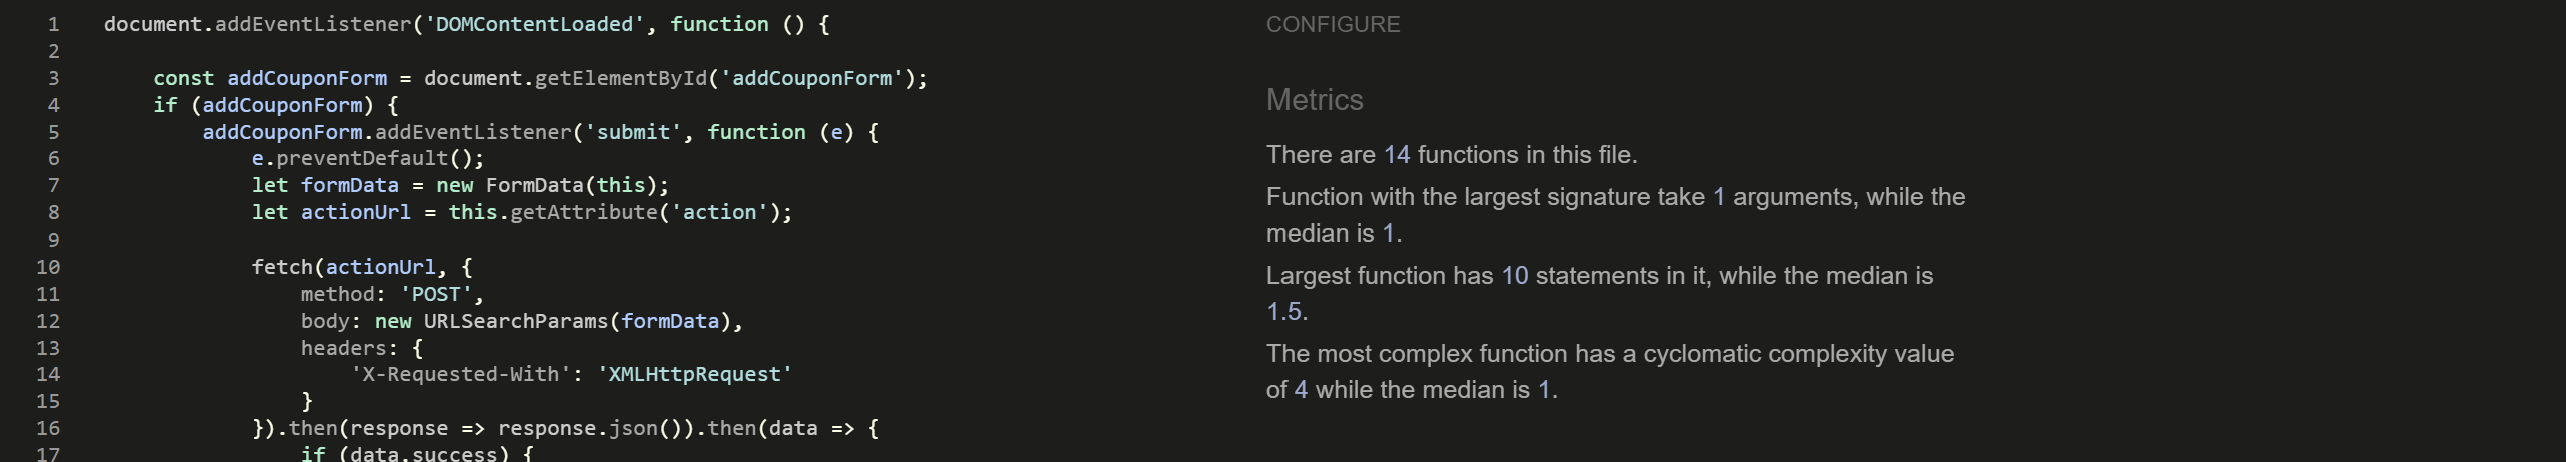 1 document.addEventListener('DOMContentLoaded', function () {
2
3 const addCouponForm = document.getElementById('addCouponForm');
4 if (addCouponForm) {
5 addCouponForm.addEventListener('submit', function (e) {
6 e.preventDefault();
7 let formData = new FormData(this);
8 let actionUrl = this.getAttribute('action');
9
10 fetch(actionUrl, {
11 method: 'POST',
12 body: new URLSearchParams(formData),
13 headers: {
14 'X-Requested-With': 'XMLHttpRequest'
15 }
16 }).then(response => response.json()).then(data => {
17 if (data.success) {
CONFIGURE
Metrics
There are 14 functions in this file.
Function with the largest signature take 1 arguments, while the
median is 1.
Largest function has 10 statements in it, while the median is
1.5.
The most complex function has a cyclomatic complexity value
of 4 while the median is 1.